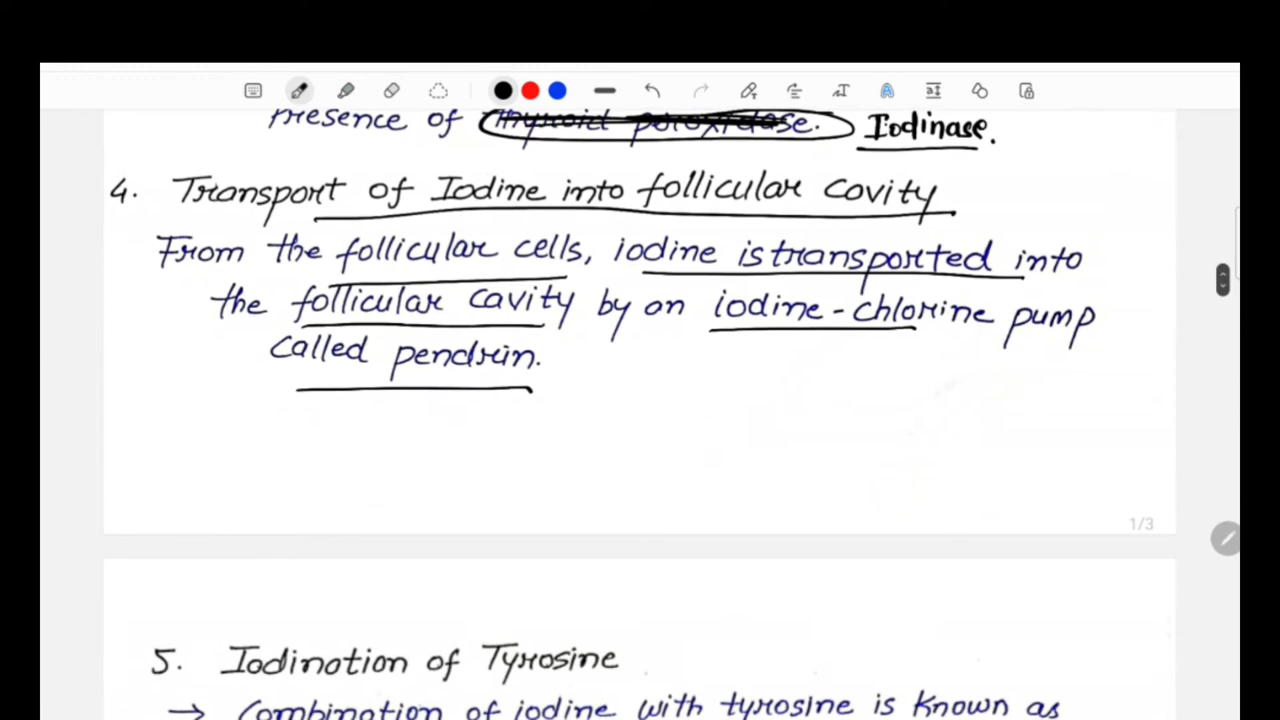 Presence of thyroid peroxidase. Iodinase.
4. Transport of Iodine into follicular cavity
From the follicular cells, iodine is transported into
the follicular cavity by an iodine-chlorine pump
called pendrin.
1/3
5. Iodination of Tyrosine
→ Combination of iodine with tyrosine is known as